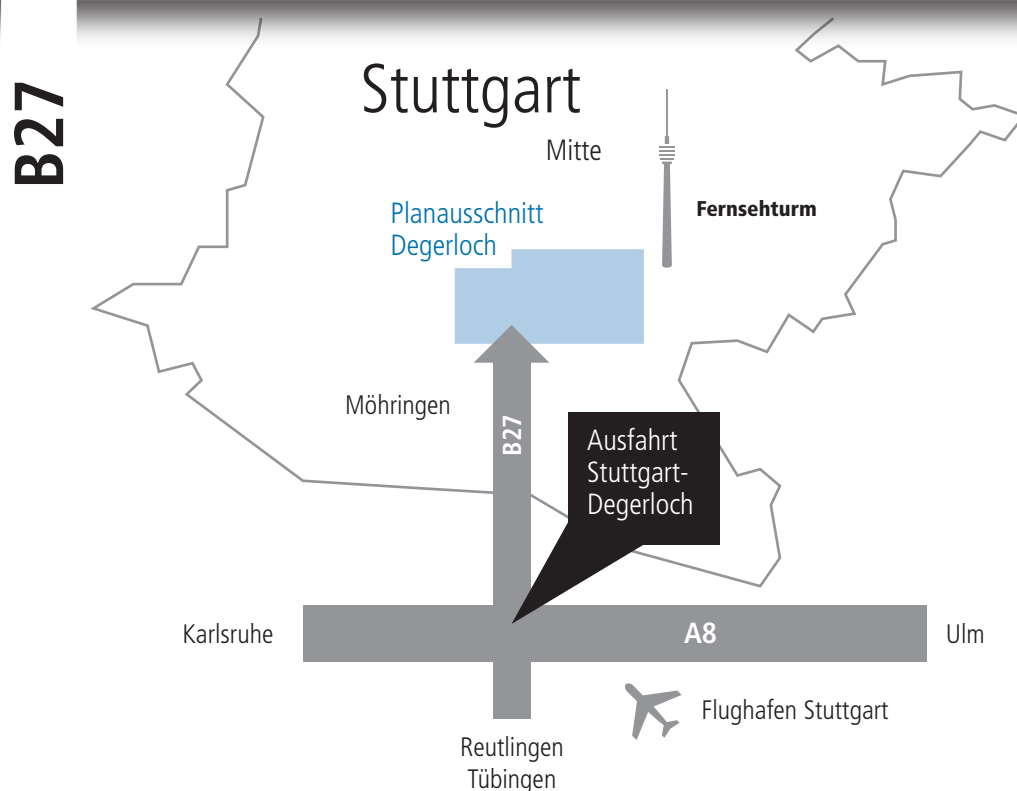 B27
Stuttgart
Mitte
Fernsehturm
Planausschnitt
Degerloch
Möhringen
B27
Ausfahrt
Stuttgart-
Degerloch
Karlsruhe
A8
Ulm
Flughafen Stuttgart
Reutlingen
Tübingen